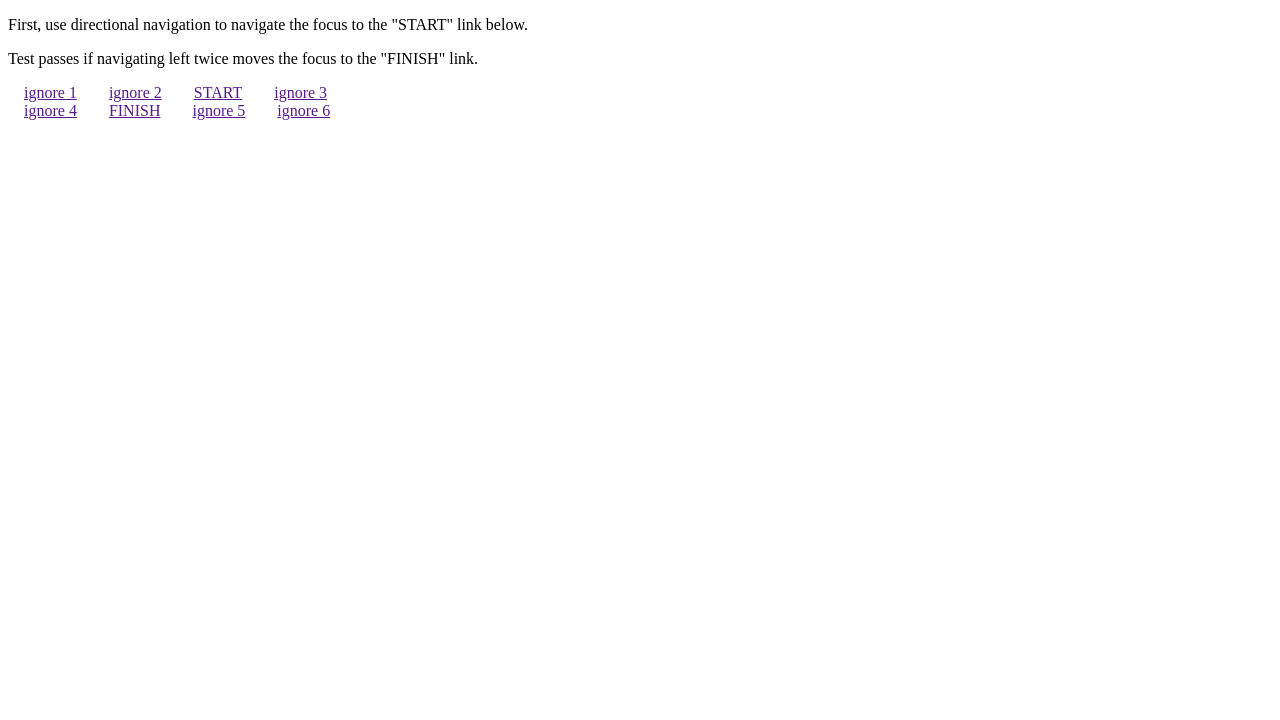 First, use directional navigation to navigate the focus to the "START" link below.
Test passes if navigating left twice moves the focus to the "FINISH" link.
ignore 1 ignore 2 START ignore 3
ignore 4 FINISH ignore 5 ignore 6